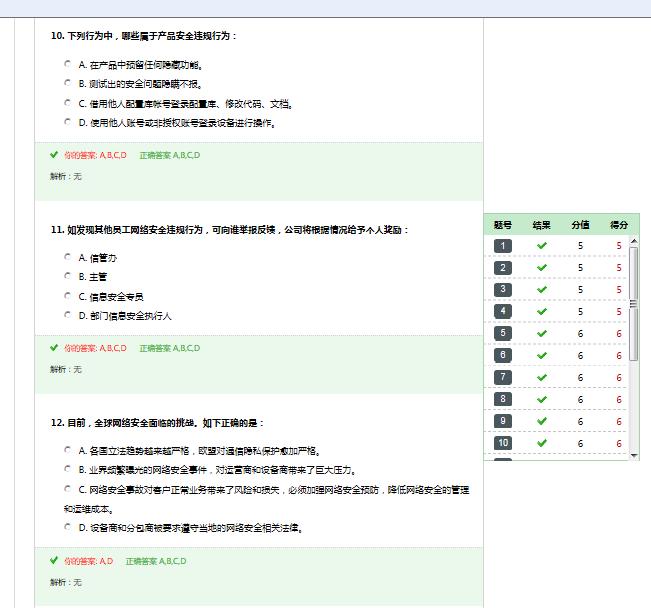 10. 下列行为中，哪些属于产品安全违规行为：
A. 在产品中预留任何隐藏功能。
B. 测试出的安全问题隐瞒不报。
C. 借用他人配置库帐号登录配置库、修改代码、文档。
D. 使用他人账号或非授权账号登录设备进行操作。
你的答案: A,B,C,D 正确答案 A,B,C,D
解析：无
11. 如发现其他员工网络安全违规行为，可向谁举报反馈，公司将根据情况给予个人奖励：
A. 信管办
B. 主管
C. 信息安全专员
D. 部门信息安全执行人
你的答案: A,B,C,D 正确答案 A,B,C,D
解析：无
12. 目前，全球网络安全面临的挑战。如下正确的是：
A. 各国立法趋势越来越严格，欧盟对通信隐私保护愈加严格。
B. 业界频繁曝光的网络安全事件，对运营商和设备商带来了巨大压力。
C. 网络安全事故对客户正常业务带来了风险和损失，必须加强网络安全预防，降低网络安全的管理
和运维成本。
D. 设备商和分包商被要求遵守当地的网络安全相关法律。
你的答案: A,D 正确答案 A,B,C,D
解析：无
题号 结果 分值 得分
1 5 5
2 5 5
3 5 5
4 5 5
5 6 6
6 6 6
7 6 6
8 6 6
9 6 6
10 6 6